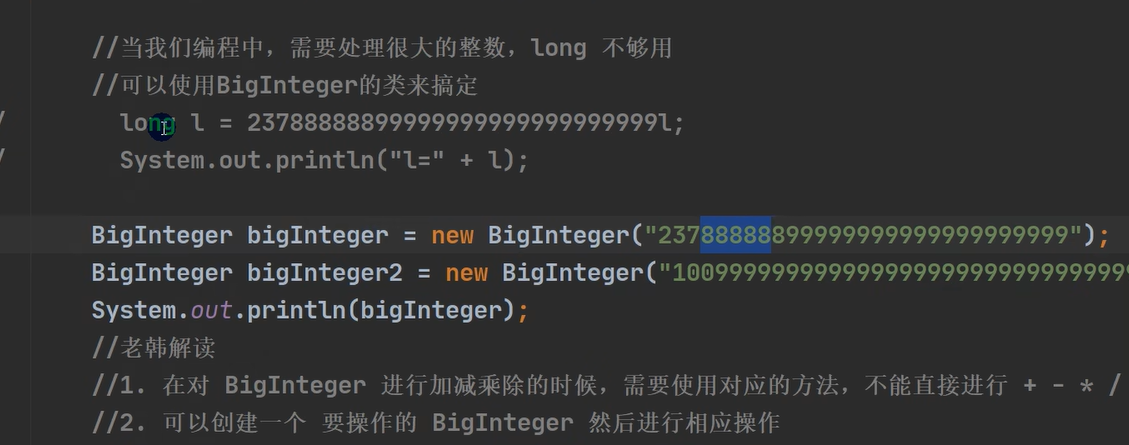 //当我们编程中，需要处理很大的整数，long 不够用
//可以使用BigInteger的类来搞定
/ long l = 23788888899999999999999999999l;
/ System.out.println("l=" + l);
BigInteger bigInteger = new BigInteger("23788888899999999999999999999");
BigInteger bigInteger2 = new BigInteger("10099999999999999999999999999999
System.out.println(bigInteger);
//老韩解读
//1. 在对 BigInteger 进行加减乘除的时候，需要使用对应的方法，不能直接进行 + - * /
//2. 可以创建一个 要操作的 BigInteger 然后进行相应操作